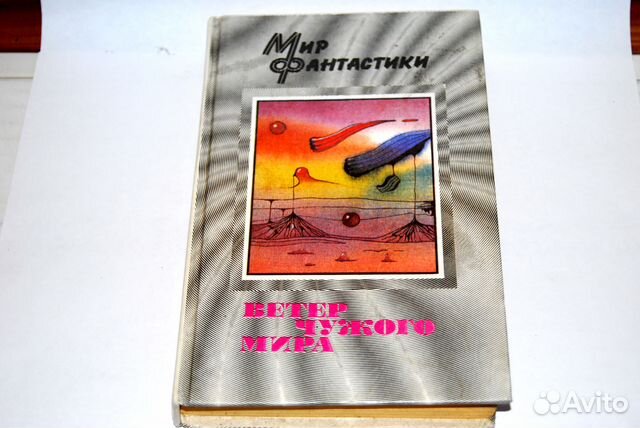 Мир
фантастики
ВЕТЕР
ЧУЖОГО
МИРА
Avito